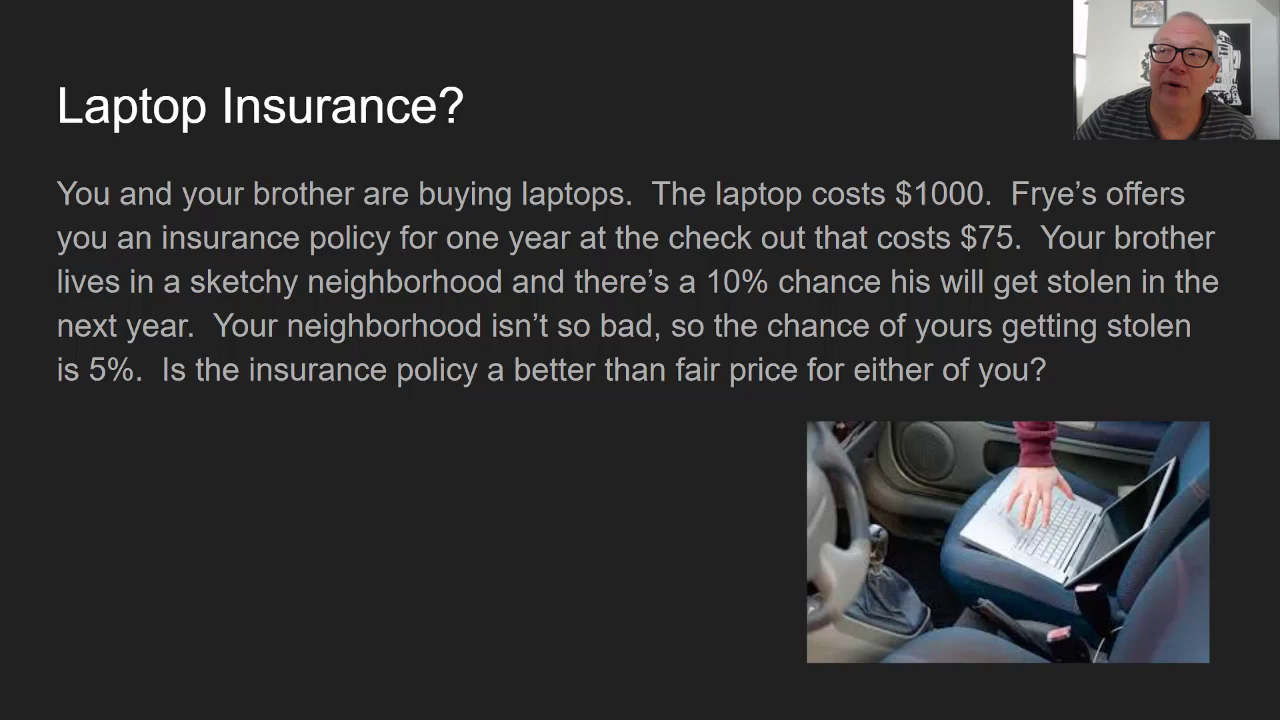 Laptop Insurance?
You and your brother are buying laptops.  The laptop costs $1000.  Frye’s offers
you an insurance policy for one year at the check out that costs $75.  Your brother
lives in a sketchy neighborhood and there’s a 10% chance his will get stolen in the
next year.  Your neighborhood isn’t so bad, so the chance of yours getting stolen
is 5%.  Is the insurance policy a better than fair price for either of you?